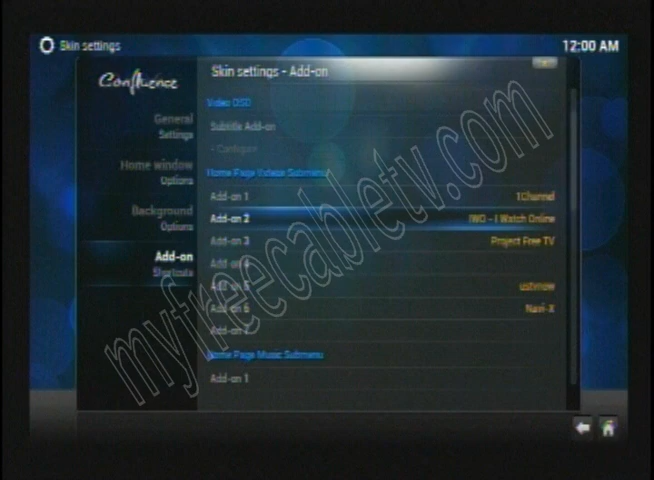 Skin settings
12:00 AM
Confluence
Skin settings - Add-on
General
Settings
Home window
Options
Background
Options
Add-on
Shortcuts
Video OSD
Subtitle Add-on
- Configure
Home Page Videos Submenu
Add-on 1 1Channel
Add-on 2 IWO - I Watch Online
Add-on 3 Project Free TV
Add-on 4
Add-on 5 ustvnow
Add-on 6 Navi-X
Add-on 7
Home Page Music Submenu
Add-on 1
myfreecabletv.com